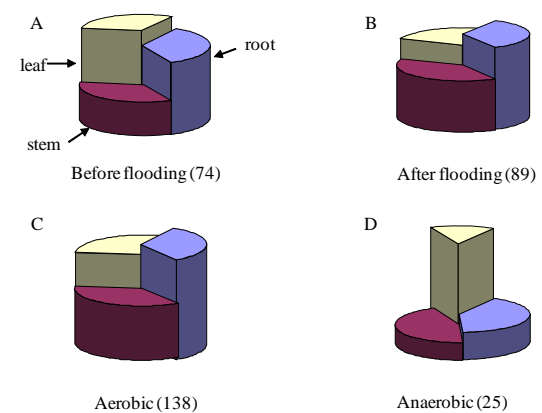 A
B
root
leaf
stem
Before flooding (74)
After flooding (89)
C
D
Aerobic (138)
Anaerobic (25)